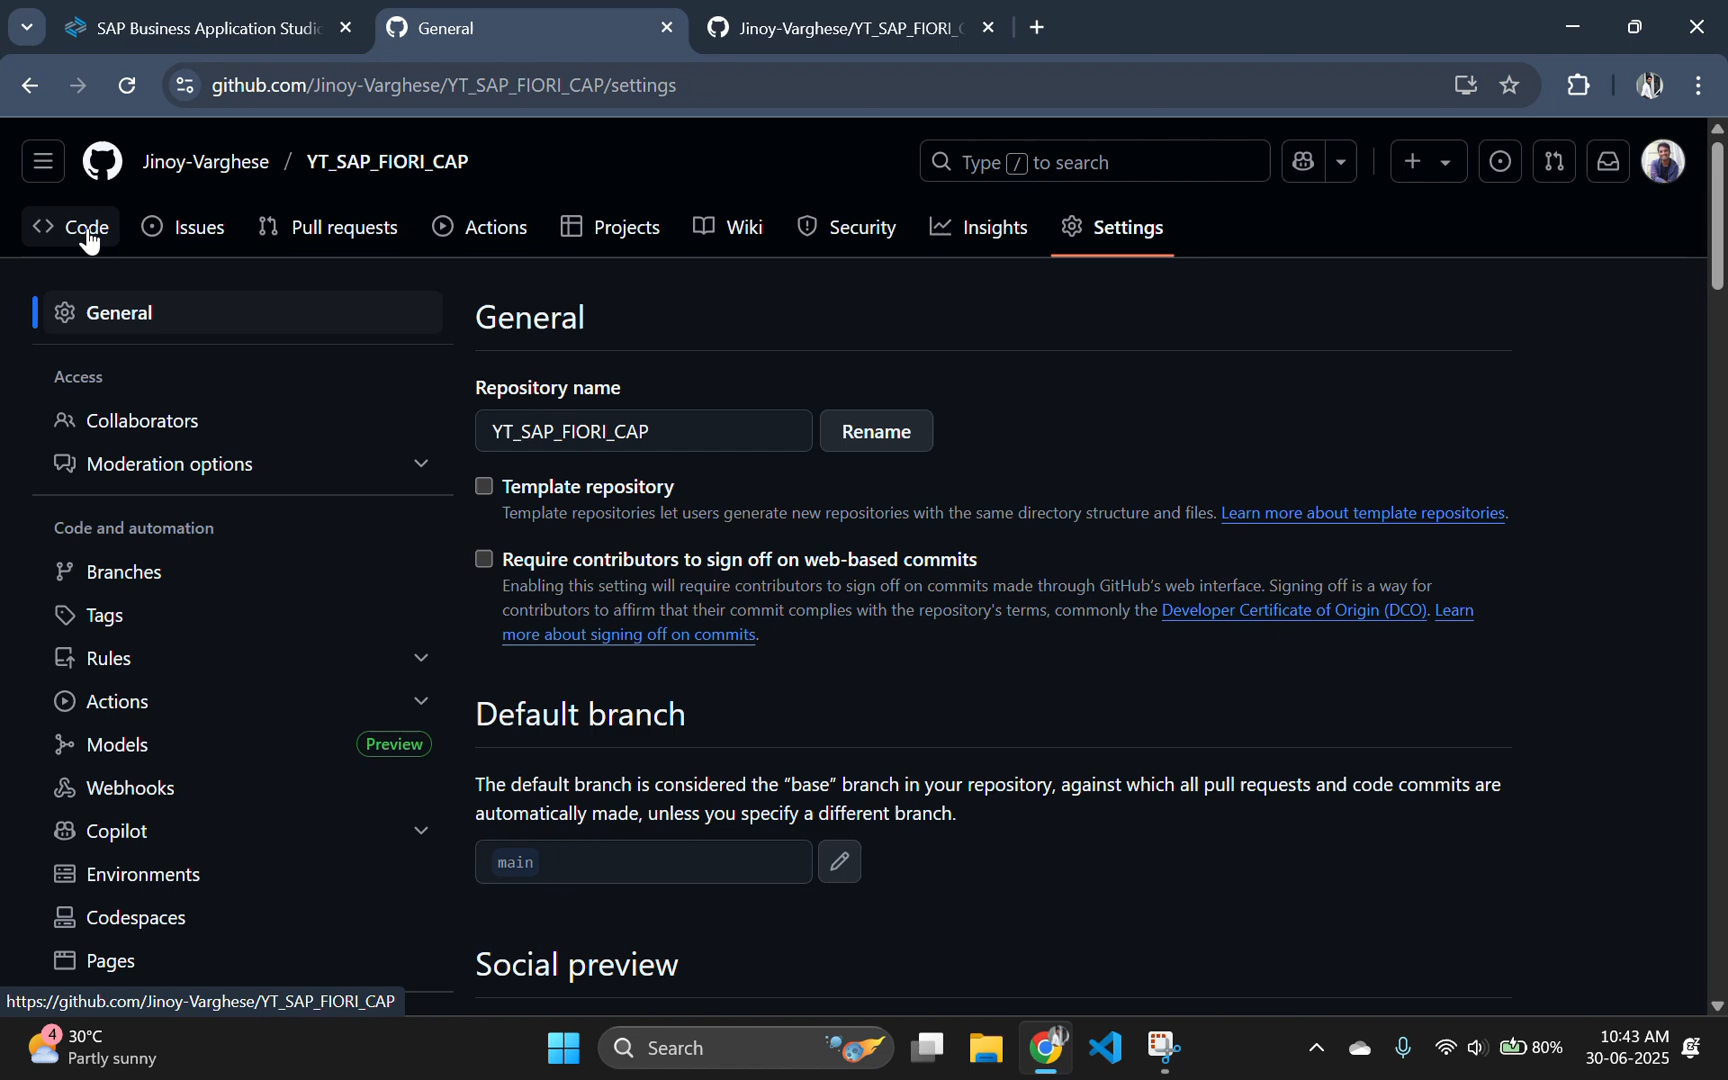 SAP Business Application Studi
General
Jinoy-Varghese/YT_SAP_FIORI_
github.com/Jinoy-Varghese/YT_SAP_FIORI_CAP/settings
Jinoy-Varghese / YT_SAP_FIORI_CAP
Type / to search
Code
Issues
Pull requests
Actions
Projects
Wiki
Security
Insights
Settings
General
Access
Collaborators
Moderation options
Code and automation
Branches
Tags
Rules
Actions
Models
Preview
Webhooks
Copilot
Environments
Codespaces
Pages
General
Repository name
YT_SAP_FIORI_CAP
Rename
Template repository
Template repositories let users generate new repositories with the same directory structure and files. Learn more about template repositories.
Require contributors to sign off on web-based commits
Enabling this setting will require contributors to sign off on commits made through GitHub's web interface. Signing off is a way for
contributors to affirm that their commit complies with the repository's terms, commonly the Developer Certificate of Origin (DCO). Learn
more about signing off on commits.
Default branch
The default branch is considered the “base” branch in your repository, against which all pull requests and code commits are
automatically made, unless you specify a different branch.
main
Social preview
https://github.com/Jinoy-Varghese/YT_SAP_FIORI_CAP
4
30°C
Partly sunny
Search
80%
10:43 AM
30-06-2025